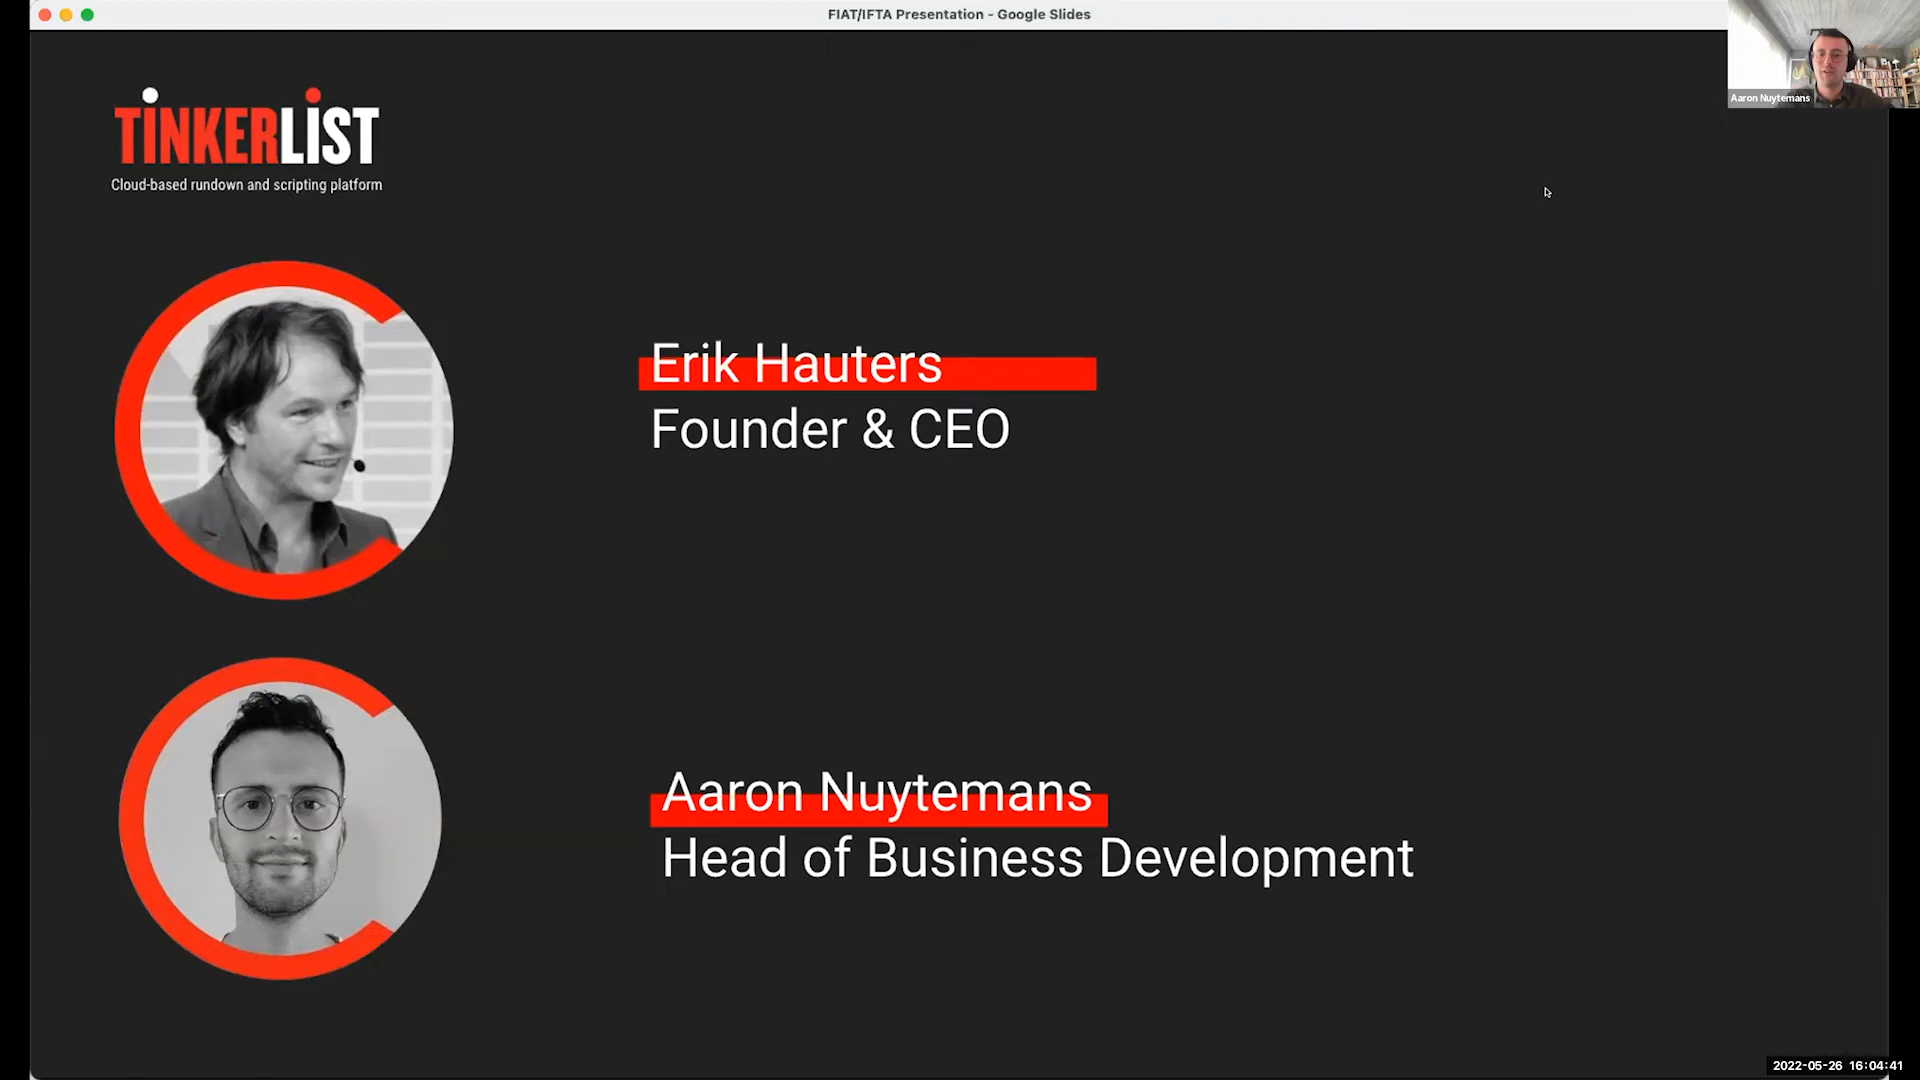 FIAT/IFTA Presentation - Google Slides
Aaron Nuytemans
TINKERLIST
Cloud-based rundown and scripting platform
Erik Hauters
Founder & CEO
Aaron Nuytemans
Head of Business Development
2022-05-26 16:04:41